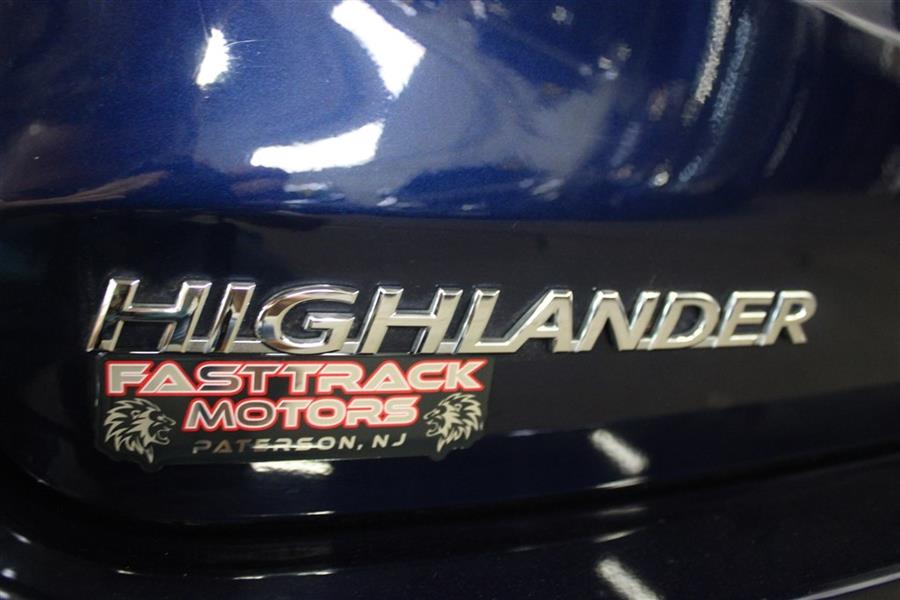 HIGHLANDER
FASTTRACK
MOTORS
PATERSON, NJ